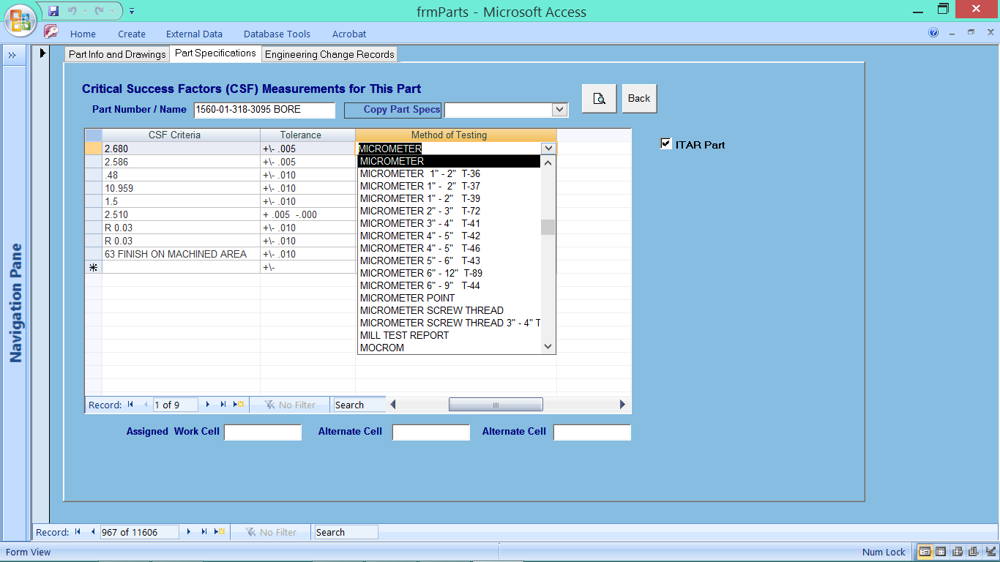 frmParts - Microsoft Access
Home Create External Data Database Tools Acrobat
Part Info and Drawings Part Specifications Engineering Change Records
Critical Success Factors (CSF) Measurements for This Part
Part Number / Name 1560-01-318-3095 BORE Copy Part Specs Back
CSF Criteria Tolerance Method of Testing
ITAR Part
2.680 +\- .005 MICROMETER
2.586 +\- .005
.48 +\- .010
10.959 +\- .010
1.5 +\- .010
2.510 + .005 -.000
R 0.03 +\- .010
R 0.03 +\- .010
63 FINISH ON MACHINED AREA +\- .010
+\-
MICROMETER
MICROMETER 1" - 2" T-36
MICROMETER 1" - 2" T-37
MICROMETER 1" - 2" T-39
MICROMETER 2" - 3" T-72
MICROMETER 3" - 4" T-41
MICROMETER 4" - 5" T-42
MICROMETER 4" - 5" T-46
MICROMETER 5" - 6" T-43
MICROMETER 6" - 12" T-89
MICROMETER 6" - 9" T-44
MICROMETER POINT
MICROMETER SCREW THREAD
MICROMETER SCREW THREAD 3" - 4" T
MILL TEST REPORT
MOCROM
Navigation Pane
Record: 1 of 9 No Filter Search
Assigned Work Cell Alternate Cell Alternate Cell
Record: 967 of 11606 No Filter Search
Form View Num Lock